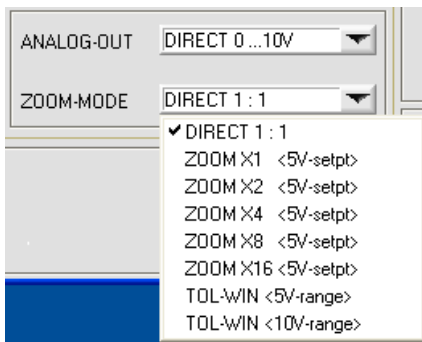 ANALOG-OUT DIRECT 0 ...10V
ZOOM-MODE DIRECT 1 : 1
✔DIRECT 1 : 1
ZOOM X1 <5V-setpt>
ZOOM X2 <5V-setpt>
ZOOM X4 <5V-setpt>
ZOOM X8 <5V-setpt>
ZOOM X16 <5V-setpt>
TOL-WIN <5V-range>
TOL-WIN <10V-range>